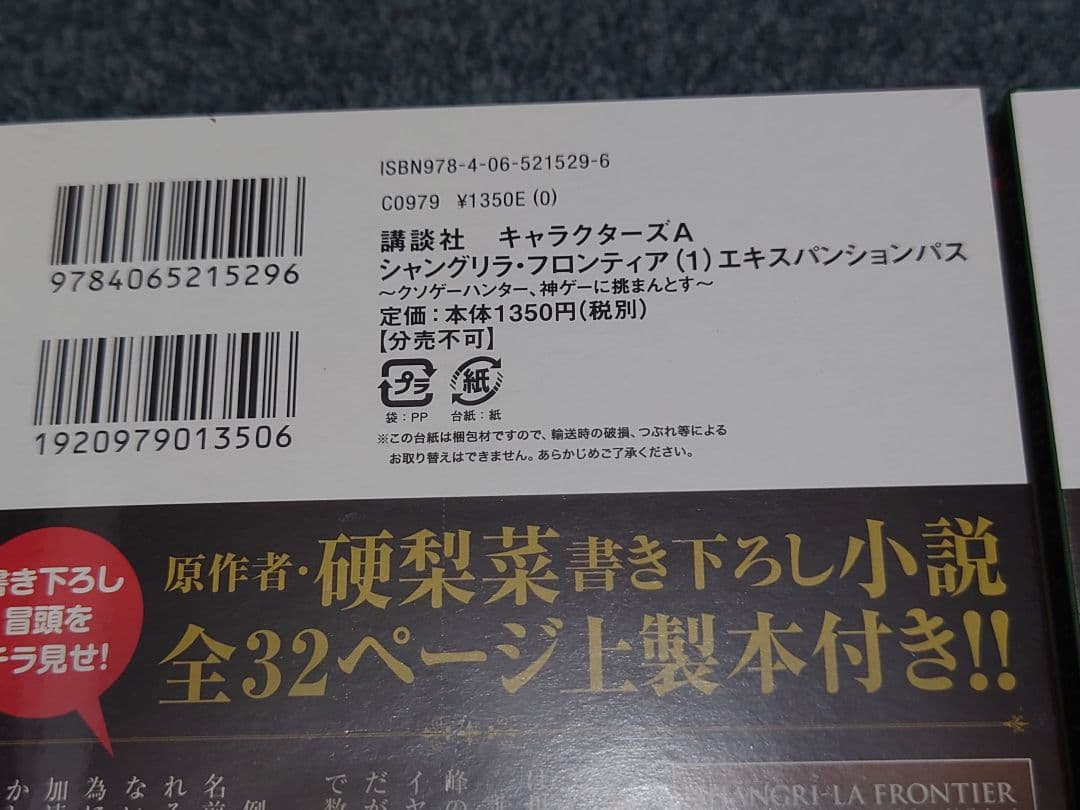 ISBN978-4-06-521529-6
C0979 ¥1350E (0)
講談社 キャラクターズA
シャングリラ・フロンティア(1)エキスパンションパス
~クソゲーハンター、神ゲーに挑まんとす~
定価:本体1350円(税別)
【分売不可】
プラ 紙
袋:PP 台紙:紙
※この台紙は梱包材ですので、輸送時の破損、つぶれ等による
お取り替えはできません。あらかじめご了承ください。
9784065215296
1920979013506
原作者・硬梨菜書き下ろし小説
全32ページ上製本付き!!
書き下ろし
冒頭を
チラ見せ!
SHANGRI-LA FRONTIER